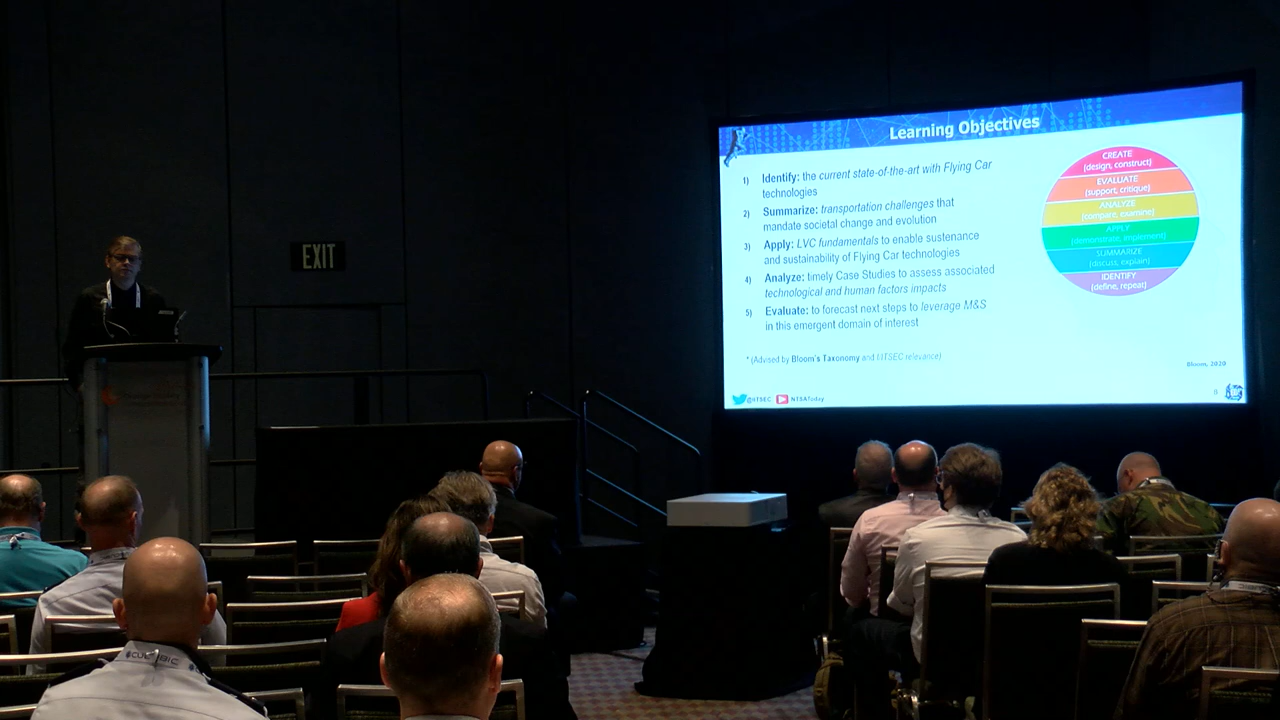 EXIT
Learning Objectives
1) Identify: the current state-of-the-art with Flying Car
technologies
2) Summarize: transportation challenges that
mandate societal change and evolution
3) Apply: LVC fundamentals to enable sustenance
and sustainability of Flying Car technologies
4) Analyze: timely Case Studies to assess associated
technological and human factors impacts
5) Evaluate: to forecast next steps to leverage M&S
in this emergent domain of interest
* (Advised by Bloom's Taxonomy and I/ITSEC relevance)
CREATE
(design, construct)
EVALUATE
(support, critique)
ANALYZE
(compare, examine)
APPLY
(demonstrate, implement)
SUMMARIZE
(discuss, explain)
IDENTIFY
(define, repeat)
Bloom, 2020
@IITSEC NTSAToday
8